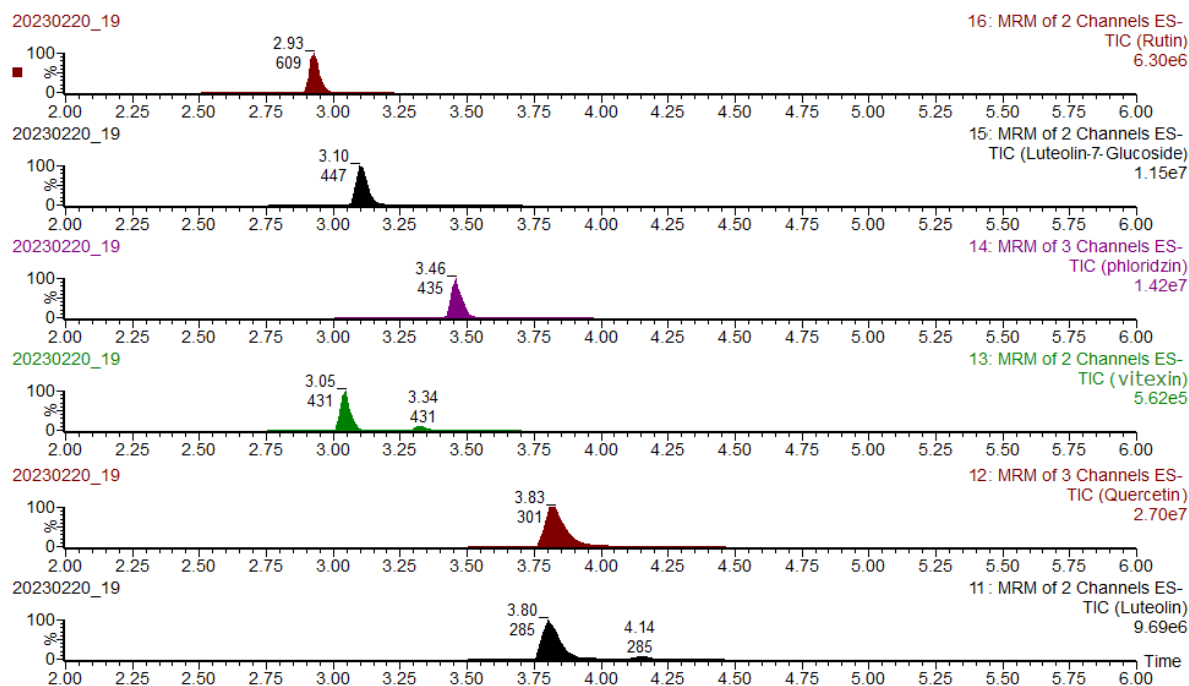 20230220_19
16: MRM of 2 Channels ES-
TIC (Rutin)
6.30e6
2.93
609
100
%
0
2.00 2.25 2.50 2.75 3.00 3.25 3.50 3.75 4.00 4.25 4.50 4.75 5.00 5.25 5.50 5.75 6.00
20230220_19
15: MRM of 2 Channels ES-
TIC (Luteolin-7-Glucoside)
1.15e7
3.10
447
100
%
0
2.00 2.25 2.50 2.75 3.00 3.25 3.50 3.75 4.00 4.25 4.50 4.75 5.00 5.25 5.50 5.75 6.00
20230220_19
14: MRM of 3 Channels ES-
TIC (phloridzin)
1.42e7
3.46
435
100
%
0
2.00 2.25 2.50 2.75 3.00 3.25 3.50 3.75 4.00 4.25 4.50 4.75 5.00 5.25 5.50 5.75 6.00
20230220_19
13: MRM of 2 Channels ES-
TIC (vitexin)
5.62e5
3.05
431
3.34
431
100
%
0
2.00 2.25 2.50 2.75 3.00 3.25 3.50 3.75 4.00 4.25 4.50 4.75 5.00 5.25 5.50 5.75 6.00
20230220_19
12: MRM of 3 Channels ES-
TIC (Quercetin)
2.70e7
3.83
301
100
%
0
2.00 2.25 2.50 2.75 3.00 3.25 3.50 3.75 4.00 4.25 4.50 4.75 5.00 5.25 5.50 5.75 6.00
20230220_19
11: MRM of 2 Channels ES-
TIC (Luteolin)
9.69e6
3.80
285
4.14
285
100
%
0
Time
2.00 2.25 2.50 2.75 3.00 3.25 3.50 3.75 4.00 4.25 4.50 4.75 5.00 5.25 5.50 5.75 6.00